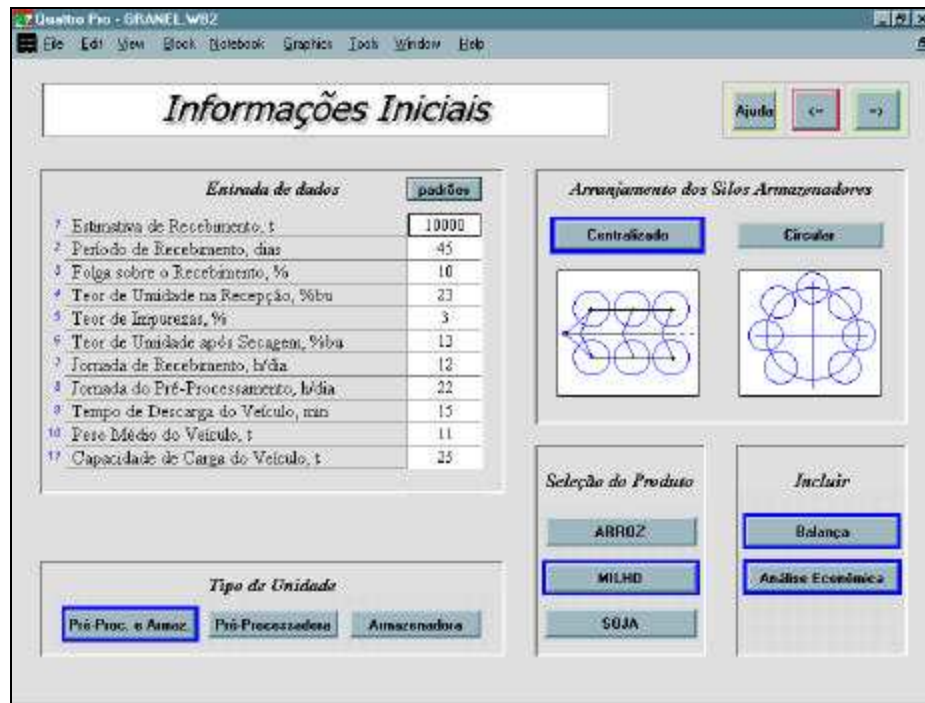 Quattro Pro - GRANEL.WB2
File Edit View Block Notebook Graphics Tools Window Help
Informações Iniciais
Ajuda <- ->
Entrada de dados padrões
1 Estimativa de Recebimento, t 10000
2 Período de Recebimento, dias 45
3 Folga sobre o Recebimento, % 10
4 Teor de Umidade na Recepção, %bu 23
5 Teor de Impurezas, % 3
6 Teor de Umidade após Secagem, %bu 13
7 Jornada de Recebimento, h/dia 12
8 Jornada do Pré-Processamento, h/dia 22
9 Tempo de Descarga do Veículo, min 15
10 Peso Médio do Veículo, t 11
11 Capacidade de Carga do Veículo, t 25
Tipo de Unidade
Pré-Proc. e Armaz. Pré-Processadora Armazenadora
Arranjamento dos Silos Armazenadores
Centralizado Circular
Seleção do Produto
ARROZ
MILHO
SOJA
Incluir
Balança
Análise Econômica